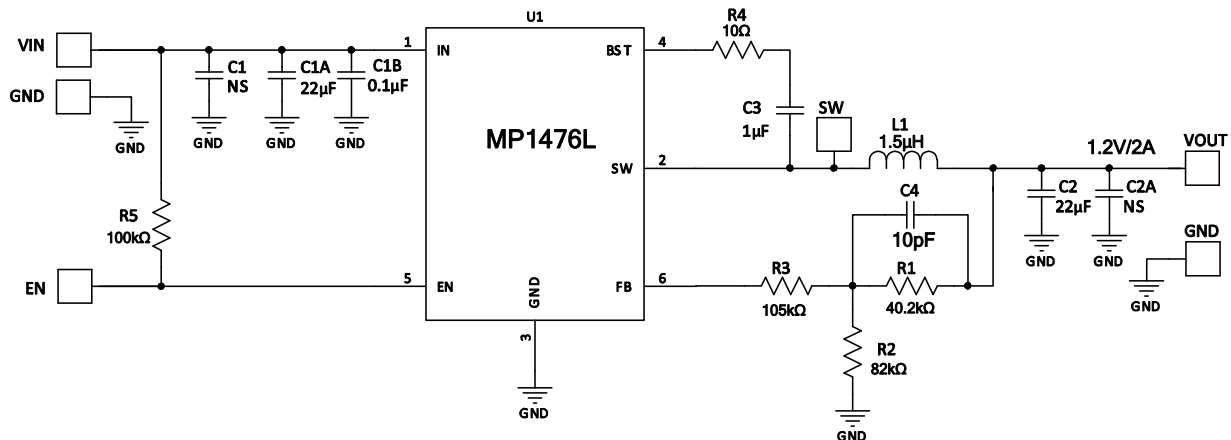 U1
VIN
GND
GND
C1
NS
GND
C1A
22µF
GND
C1B
0.1µF
GND
R5
100kΩ
EN
1
IN
5
EN
MP1476L
GND
3
GND
BST
4
SW
2
FB
6
R4
10Ω
C3
1µF
SW
L1
1.5µH
C4
10pF
R3
105kΩ
R1
40.2kΩ
R2
82kΩ
GND
1.2V/2A
VOUT
C2
22µF
GND
C2A
NS
GND
GND
GND